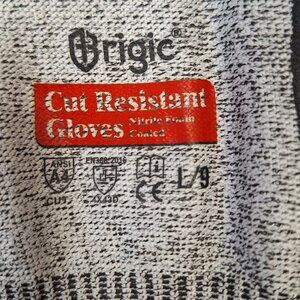 Origic®
Cut Resistant
Gloves Nitrile Foam
Coated
ANSI EN388:2016
A4 L/9
CUT 4X43D CE